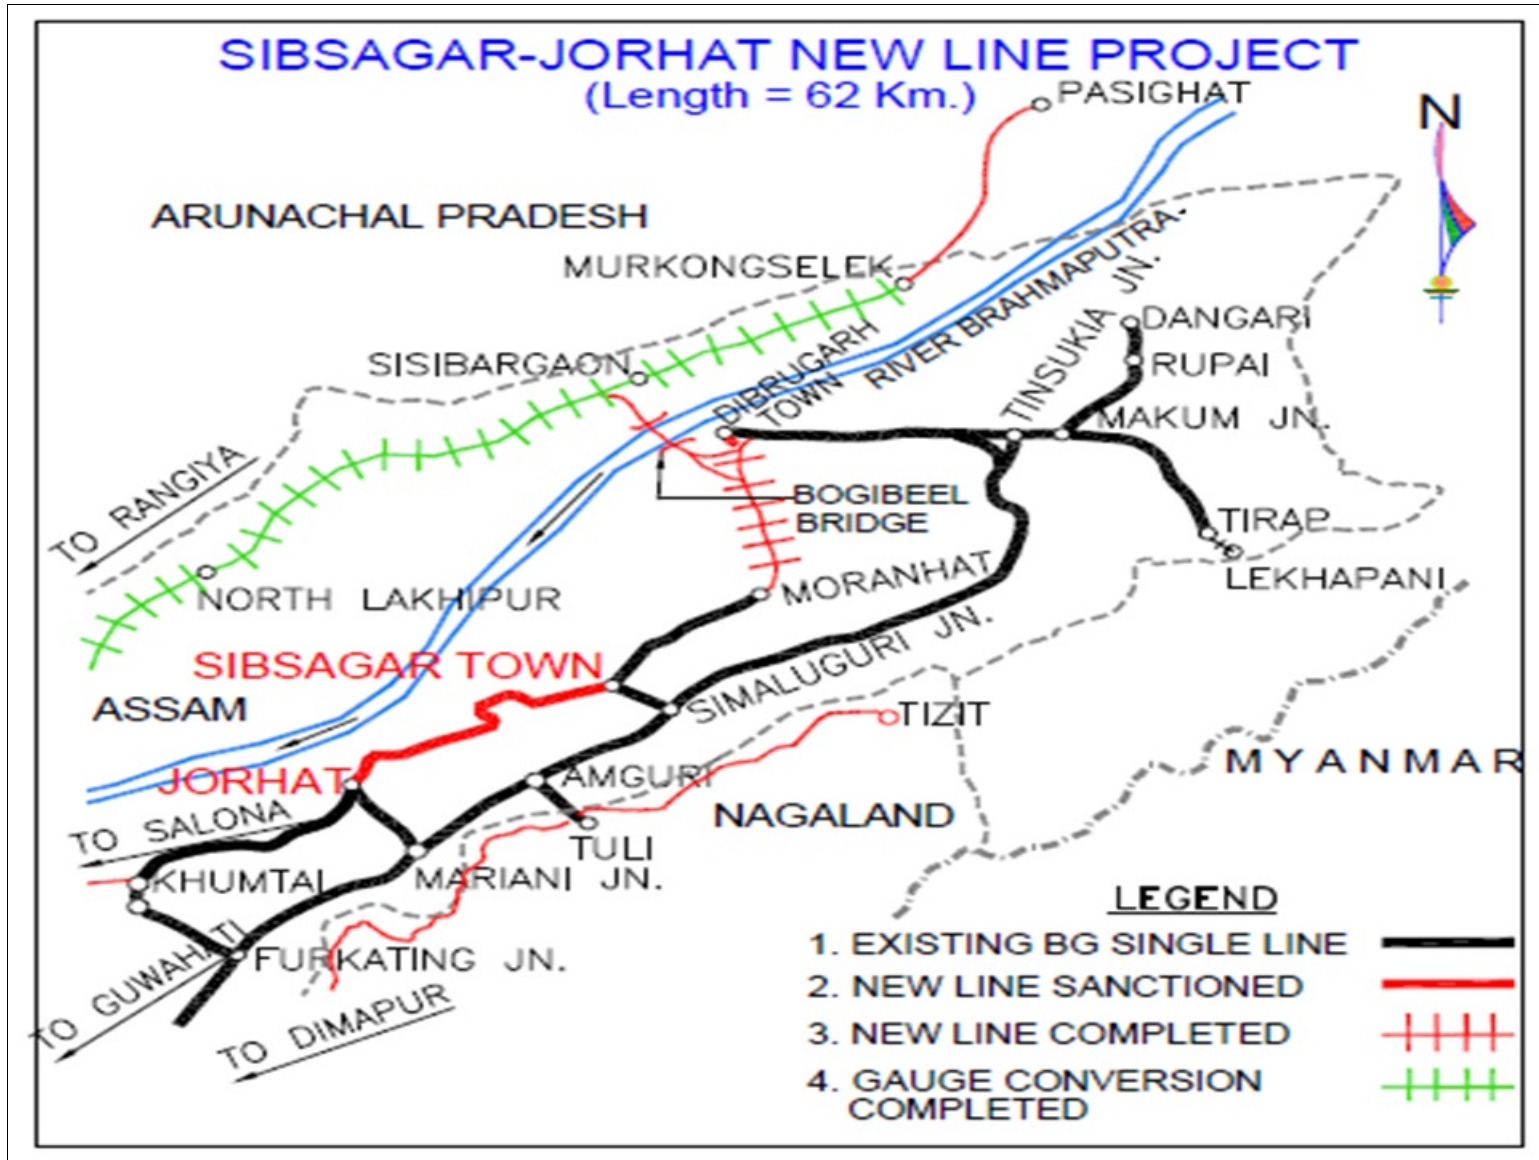 SIBSAGAR-JORHAT NEW LINE PROJECT
(Length = 62 Km.)
PASIGHAT
N
ARUNACHAL PRADESH
MURKONGSELEK
RIVER BRAHMAPUTRA
TINSUKIA JN.
DANGARI
RUPAI
SISIBARGAON
DIBRUGARH
TOWN
MAKUM JN.
TO RANGIYA
BOGIBEEL
BRIDGE
TIRAP
LEKHAPANI
NORTH LAKHIPUR
MORANHAT
SIBSAGAR TOWN
SIMALUGURI JN.
ASSAM
TIZIT
MYANMAR
JORHAT
AMGURI
TO SALONA
NAGALAND
TULI
KHUMTAI
MARIANI JN.
TO GUWAHATI
FURKATING JN.
TO DIMAPUR
LEGEND
1. EXISTING BG SINGLE LINE
2. NEW LINE SANCTIONED
3. NEW LINE COMPLETED
4. GAUGE CONVERSION
COMPLETED